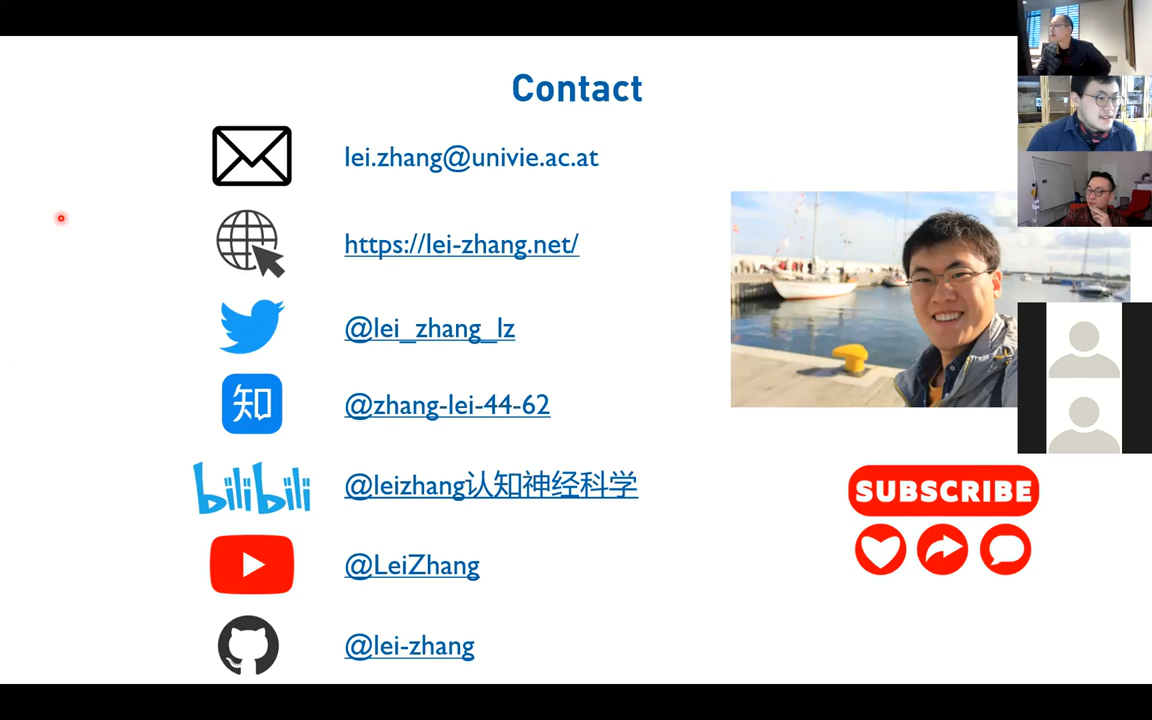 Contact
lei.zhang@univie.ac.at
https://lei-zhang.net/
@lei_zhang_lz
知
@zhang-lei-44-62
bilibili
@leizhang认知神经科学
SUBSCRIBE
@LeiZhang
@lei-zhang